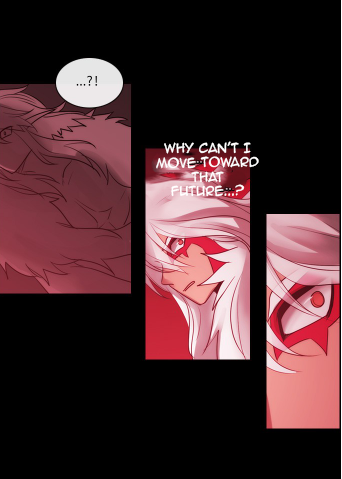 ...?!
WHY CAN'T I
MOVE TOWARD
THAT
FUTURE...?